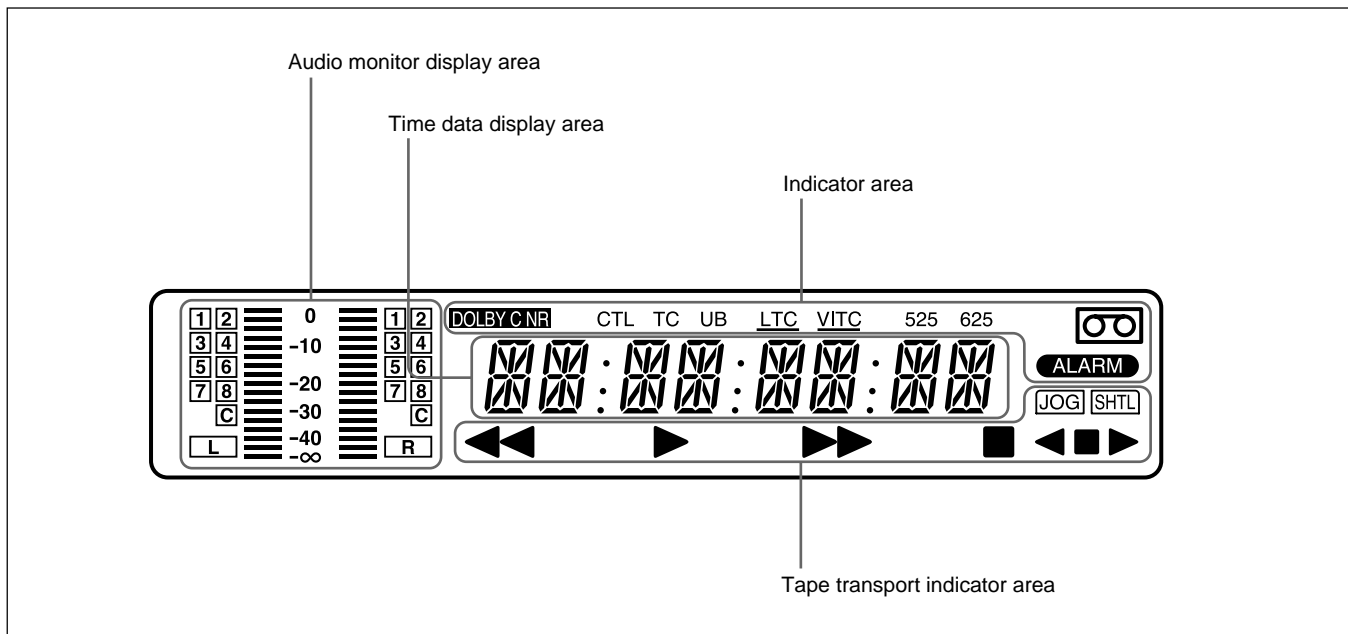 Audio monitor display area
Time data display area
Indicator area
1 2 0 1 2
3 4 -10 3 4
5 6 5 6
7 8 -20 7 8
C -30 C
L -40 R
-∞
DOLBY C NR CTL TC UB LTC VITC 525 625
ALARM
JOG SHTL
Tape transport indicator area